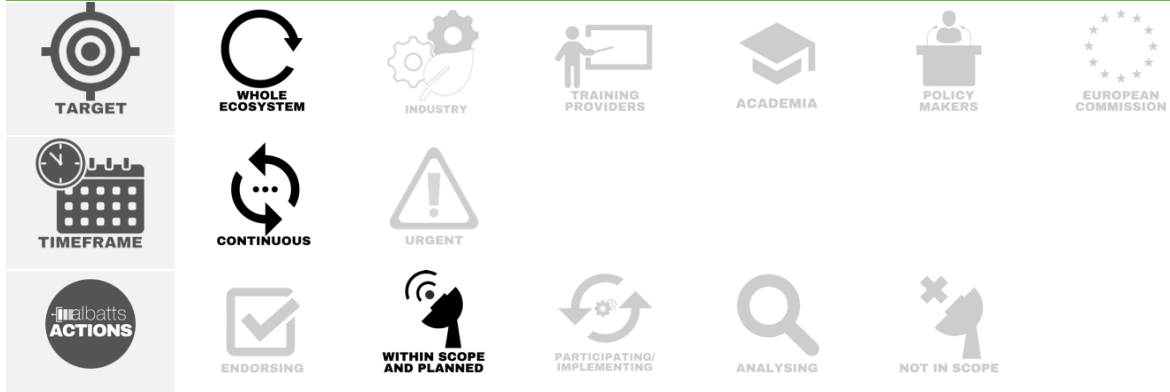 TARGET
WHOLE
ECOSYSTEM
INDUSTRY
TRAINING
PROVIDERS
ACADEMIA
POLICY
MAKERS
EUROPEAN
COMMISSION
TIMEFRAME
CONTINUOUS
URGENT
albatts
ACTIONS
ENDORSING
WITHIN SCOPE
AND PLANNED
PARTICIPATING/
IMPLEMENTING
ANALYSING
NOT IN SCOPE